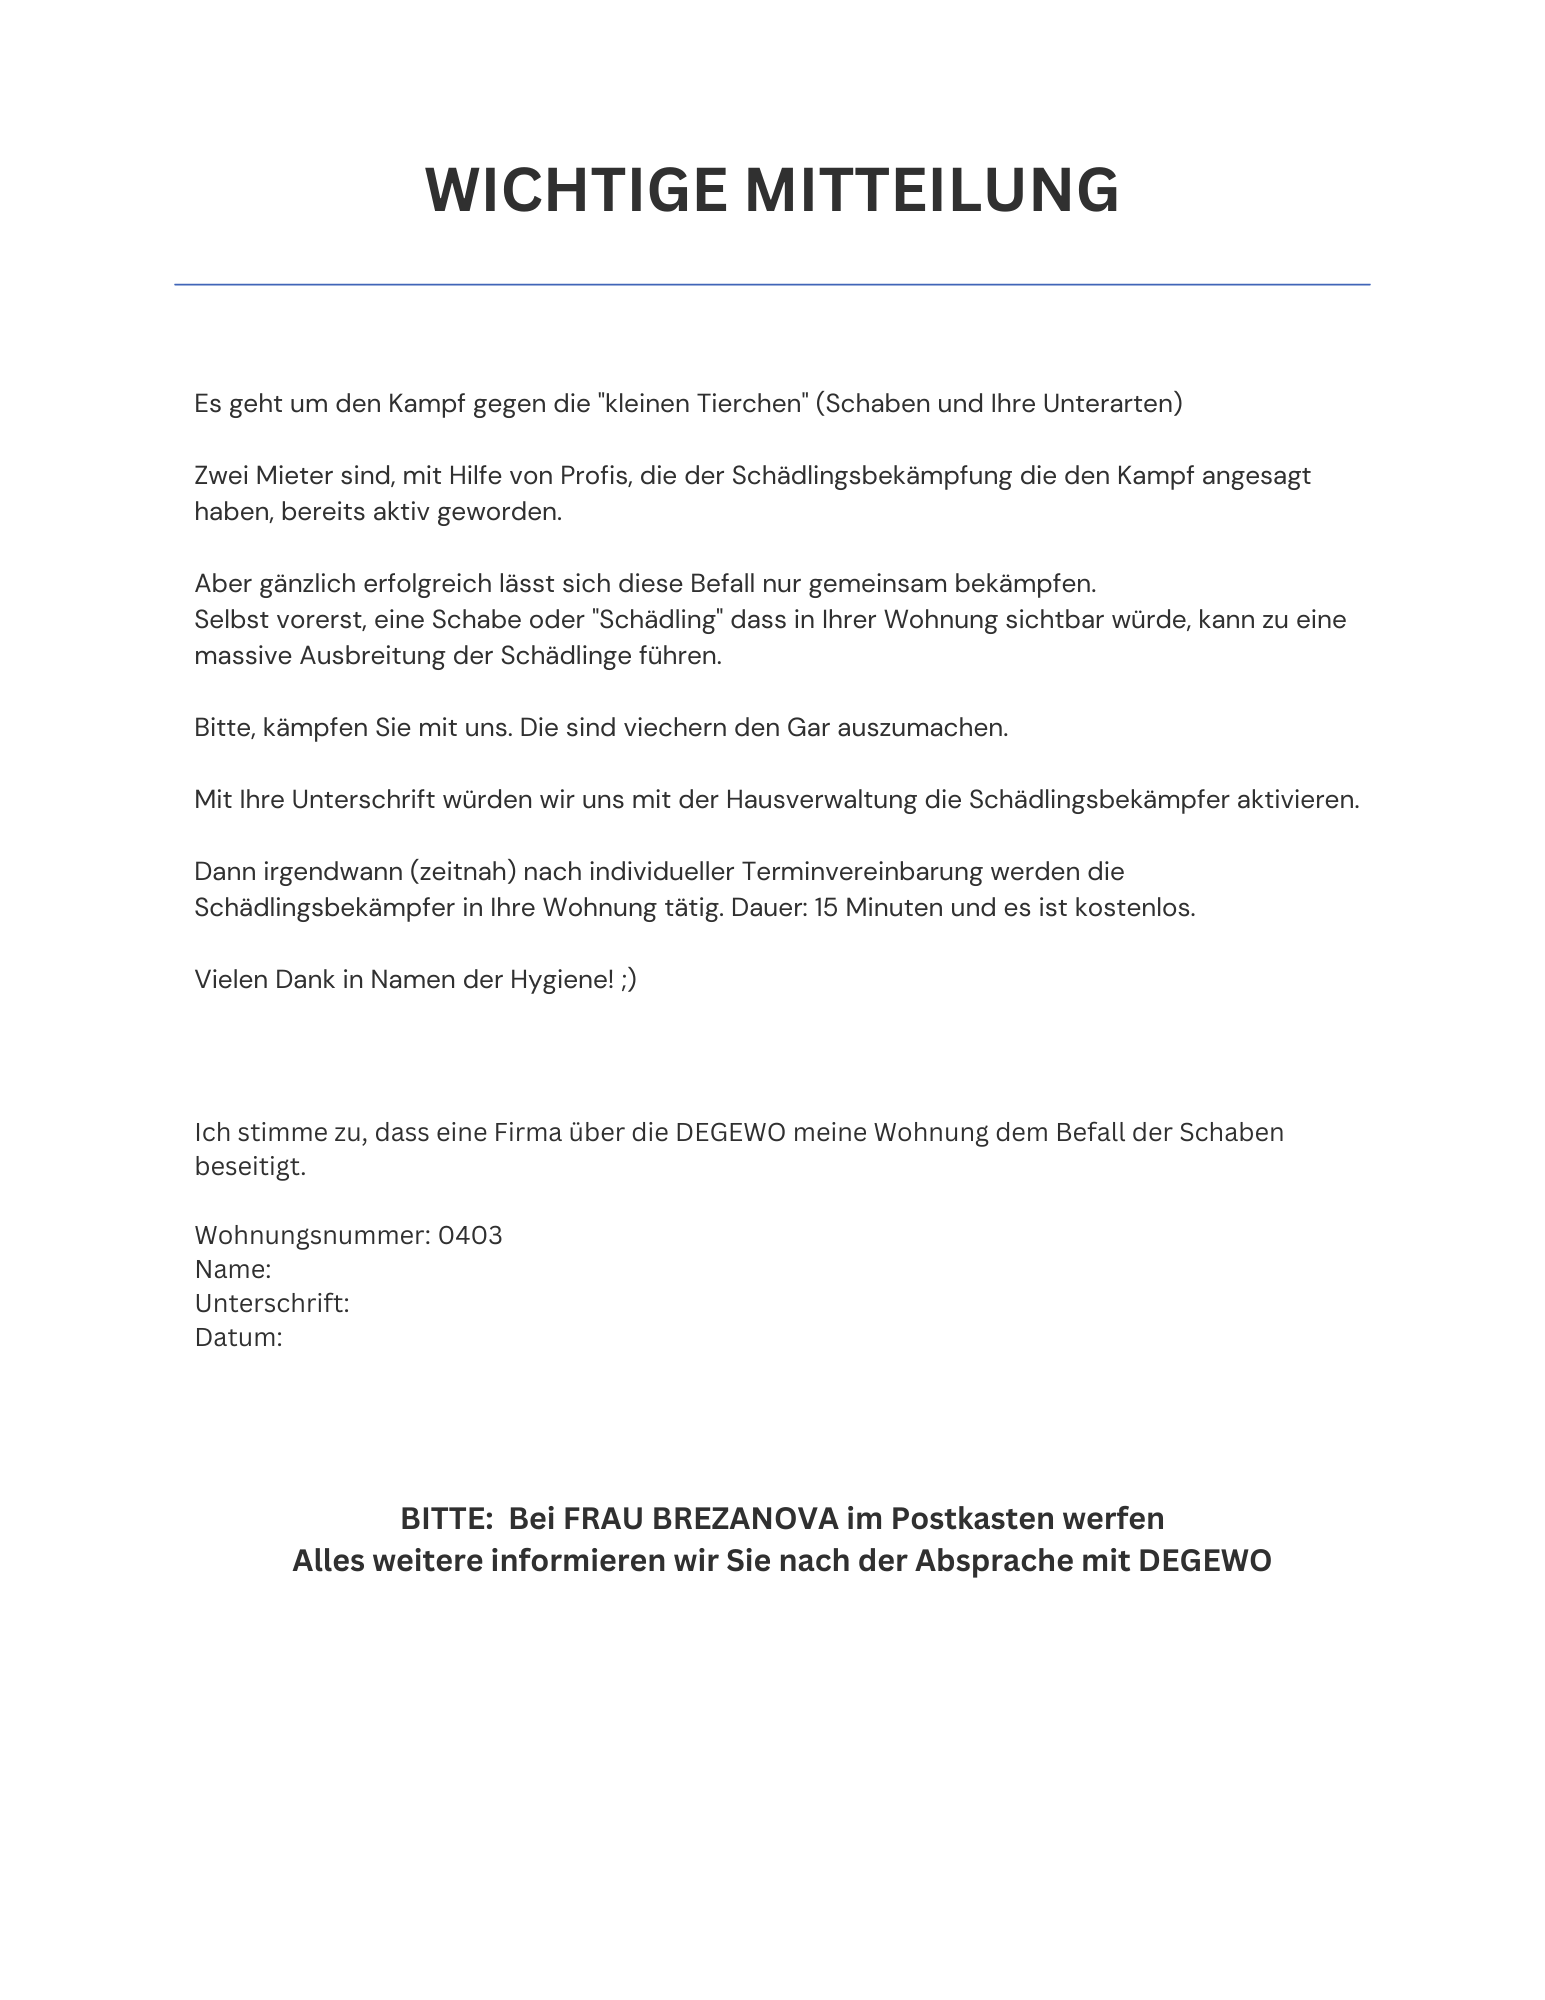 WICHTIGE MITTEILUNG
Es geht um den Kampf gegen die "kleinen Tierchen" (Schaben und Ihre Unterarten)
Zwei Mieter sind, mit Hilfe von Profis, die der Schädlingsbekämpfung die den Kampf angesagt
haben, bereits aktiv geworden.
Aber gänzlich erfolgreich lässt sich diese Befall nur gemeinsam bekämpfen.
Selbst vorerst, eine Schabe oder "Schädling" dass in Ihrer Wohnung sichtbar würde, kann zu eine
massive Ausbreitung der Schädlinge führen.
Bitte, kämpfen Sie mit uns. Die sind viechern den Gar auszumachen.
Mit Ihre Unterschrift würden wir uns mit der Hausverwaltung die Schädlingsbekämpfer aktivieren.
Dann irgendwann (zeitnah) nach individueller Terminvereinbarung werden die
Schädlingsbekämpfer in Ihre Wohnung tätig. Dauer: 15 Minuten und es ist kostenlos.
Vielen Dank in Namen der Hygiene! ;)
Ich stimme zu, dass eine Firma über die DEGEWO meine Wohnung dem Befall der Schaben
beseitigt.
Wohnungsnummer: 0403
Name:
Unterschrift:
Datum:
BITTE:  Bei FRAU BREZANOVA im Postkasten werfen
Alles weitere informieren wir Sie nach der Absprache mit DEGEWO